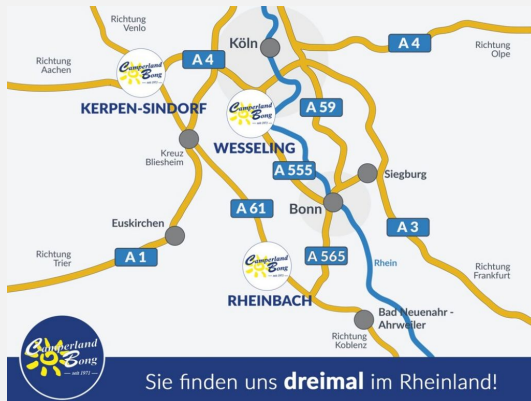 Richtung
Venlo
Köln
A 4
Richtung
Olpe
Richtung
Aachen
Camperland
Bong
A 4
KERPEN-SINDORF
A 59
Camperland
Bong
WESSELING
Kreuz
Bliesheim
A 555
Siegburg
Bonn
A 61
Euskirchen
A 3
A 1
Richtung
Trier
Camperland
Bong
A 565
Rhein
Richtung
Frankfurt
RHEINBACH
Bad Neuenahr -
Ahrweiler
Richtung
Koblenz
Camperland
Bong
seit 1971
Sie finden uns dreimal im Rheinland!